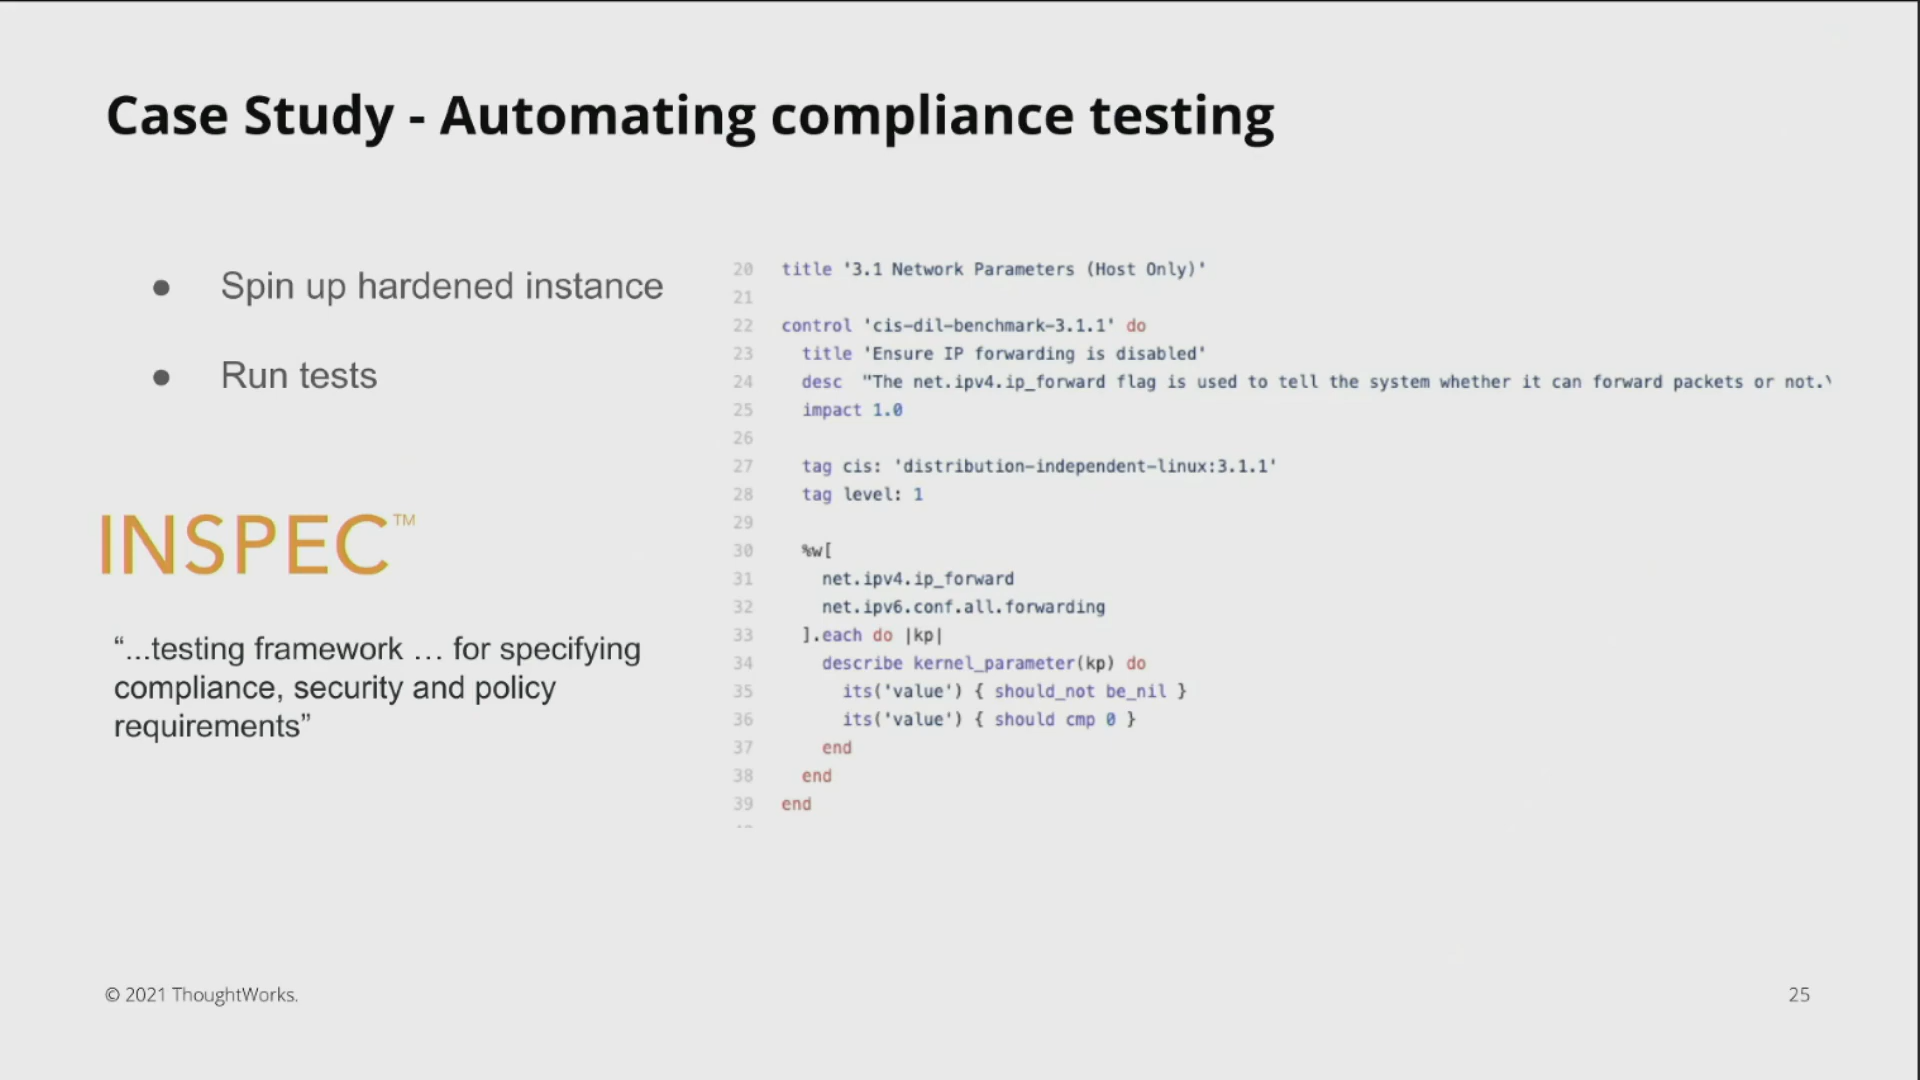 Case Study - Automating compliance testing
● Spin up hardened instance
● Run tests
INSPEC™
“...testing framework … for specifying
compliance, security and policy
requirements”
20 title '3.1 Network Parameters (Host Only)'
21
22 control 'cis-dil-benchmark-3.1.1' do
23 title 'Ensure IP forwarding is disabled'
24 desc "The net.ipv4.ip_forward flag is used to tell the system whether it can forward packets or not.\
25 impact 1.0
26
27 tag cis: 'distribution-independent-linux:3.1.1'
28 tag level: 1
29
30 %w[
31 net.ipv4.ip_forward
32 net.ipv6.conf.all.forwarding
33 ].each do |kp|
34 describe kernel_parameter(kp) do
35 its('value') { should_not be_nil }
36 its('value') { should cmp 0 }
37 end
38 end
39 end
© 2021 ThoughtWorks.
25